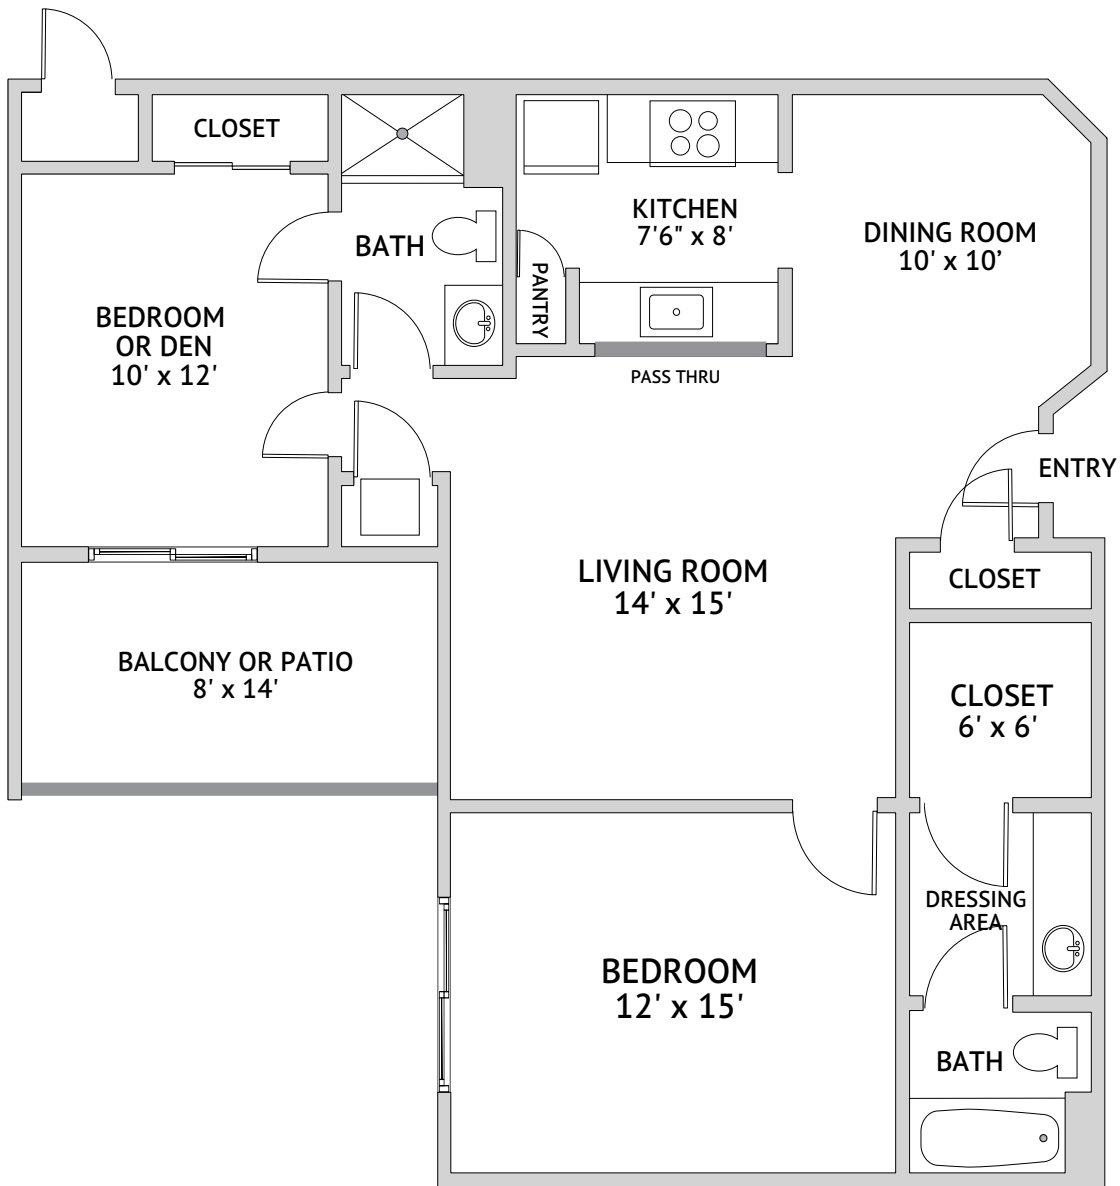 CLOSET
KITCHEN
7'6" x 8'
DINING ROOM
10' x 10’
BATH
PANTRY
BEDROOM
OR DEN
10' x 12'
PASS THRU
ENTRY
LIVING ROOM
14' x 15'
CLOSET
BALCONY OR PATIO
8' x 14'
CLOSET
6' x 6'
DRESSING
AREA
BEDROOM
12' x 15'
BATH